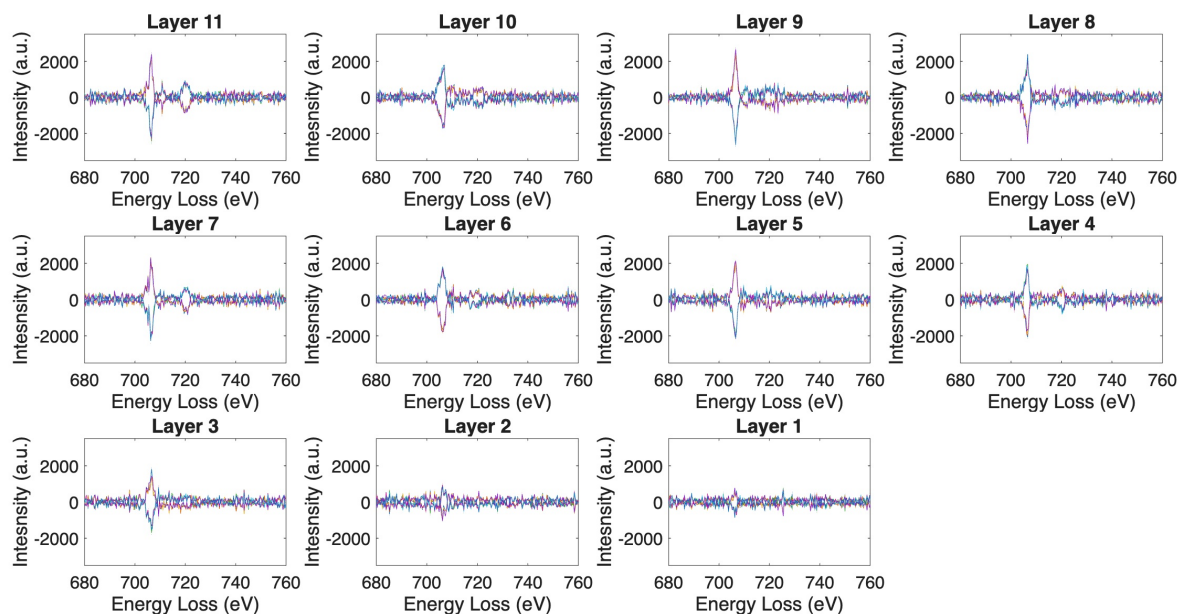 Layer 11
Intesnsity (a.u.)
2000
0
-2000
680 700 720 740 760
Energy Loss (eV)
Layer 10
Intesnsity (a.u.)
2000
0
-2000
680 700 720 740 760
Energy Loss (eV)
Layer 9
Intesnsity (a.u.)
2000
0
-2000
680 700 720 740 760
Energy Loss (eV)
Layer 8
Intesnsity (a.u.)
2000
0
-2000
680 700 720 740 760
Energy Loss (eV)
Layer 7
Intesnsity (a.u.)
2000
0
-2000
680 700 720 740 760
Energy Loss (eV)
Layer 6
Intesnsity (a.u.)
2000
0
-2000
680 700 720 740 760
Energy Loss (eV)
Layer 5
Intesnsity (a.u.)
2000
0
-2000
680 700 720 740 760
Energy Loss (eV)
Layer 4
Intesnsity (a.u.)
2000
0
-2000
680 700 720 740 760
Energy Loss (eV)
Layer 3
Intesnsity (a.u.)
2000
0
-2000
680 700 720 740 760
Energy Loss (eV)
Layer 2
Intesnsity (a.u.)
2000
0
-2000
680 700 720 740 760
Energy Loss (eV)
Layer 1
Intesnsity (a.u.)
2000
0
-2000
680 700 720 740 760
Energy Loss (eV)